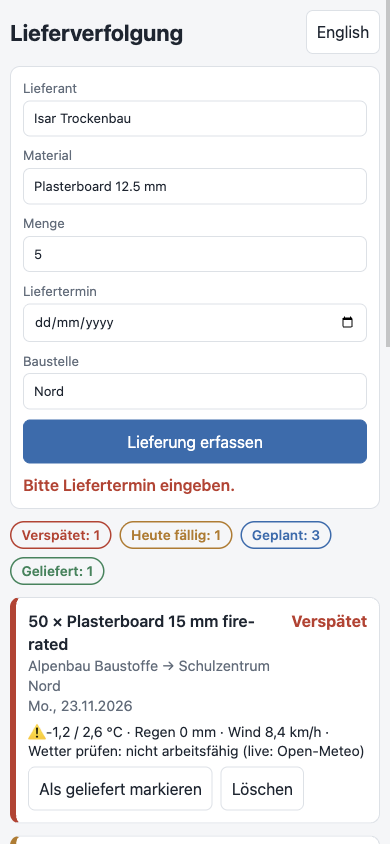 Lieferverfolgung
English
Lieferant
Isar Trockenbau
Material
Plasterboard 12.5 mm
Menge
5
Liefertermin
dd/mm/yyyy
Baustelle
Nord
Lieferung erfassen
Bitte Liefertermin eingeben.
Verspätet: 1
Heute fällig: 1
Geplant: 3
Geliefert: 1
50 × Plasterboard 15 mm fire-
rated
Verspätet
Alpenbau Baustoffe → Schulzentrum
Nord
Mo., 23.11.2026
⚠️-1,2 / 2,6 °C · Regen 0 mm · Wind 8,4 km/h ·
Wetter prüfen: nicht arbeitsfähig (live: Open-Meteo)
Als geliefert markieren
Löschen